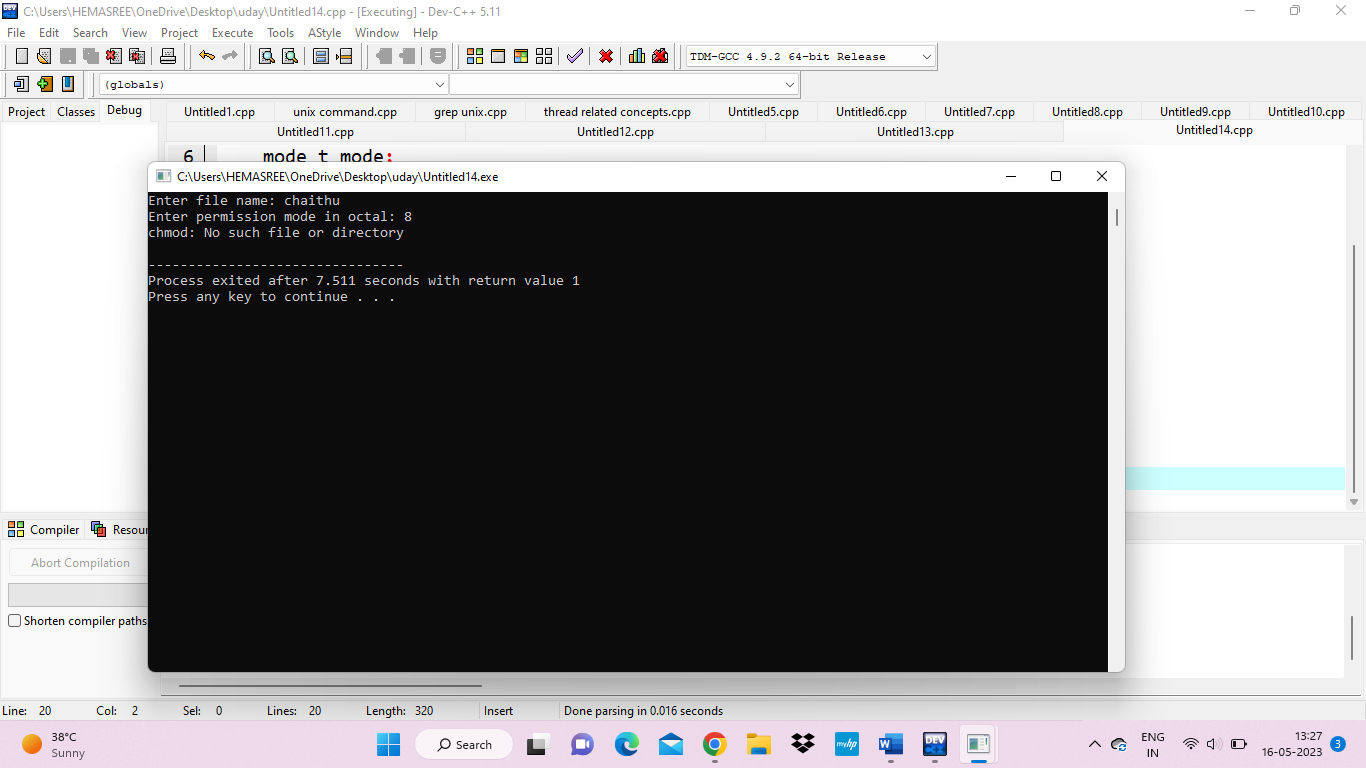 C:\Users\HEMASREE\OneDrive\Desktop\uday\Untitled14.cpp - [Executing] - Dev-C++ 5.11
File Edit Search View Project Execute Tools AStyle Window Help
TDM-GCC 4.9.2 64-bit Release
(globals)
Project Classes Debug
Untitled1.cpp unix command.cpp grep unix.cpp thread related concepts.cpp Untitled5.cpp Untitled6.cpp Untitled7.cpp Untitled8.cpp Untitled9.cpp Untitled10.cpp
Untitled11.cpp Untitled12.cpp Untitled13.cpp Untitled14.cpp
6 mode_t mode;
C:\Users\HEMASREE\OneDrive\Desktop\uday\Untitled14.exe
Enter file name: chaithu
Enter permission mode in octal: 8
chmod: No such file or directory
--------------------------------
Process exited after 7.511 seconds with return value 1
Press any key to continue . . .
Compiler Resou
Abort Compilation
Shorten compiler paths
Line: 20 Col: 2 Sel: 0 Lines: 20 Length: 320 Insert Done parsing in 0.016 seconds
38°C
Sunny
Search
myhp
W
DEV
ENG
IN
13:27
16-05-2023
3